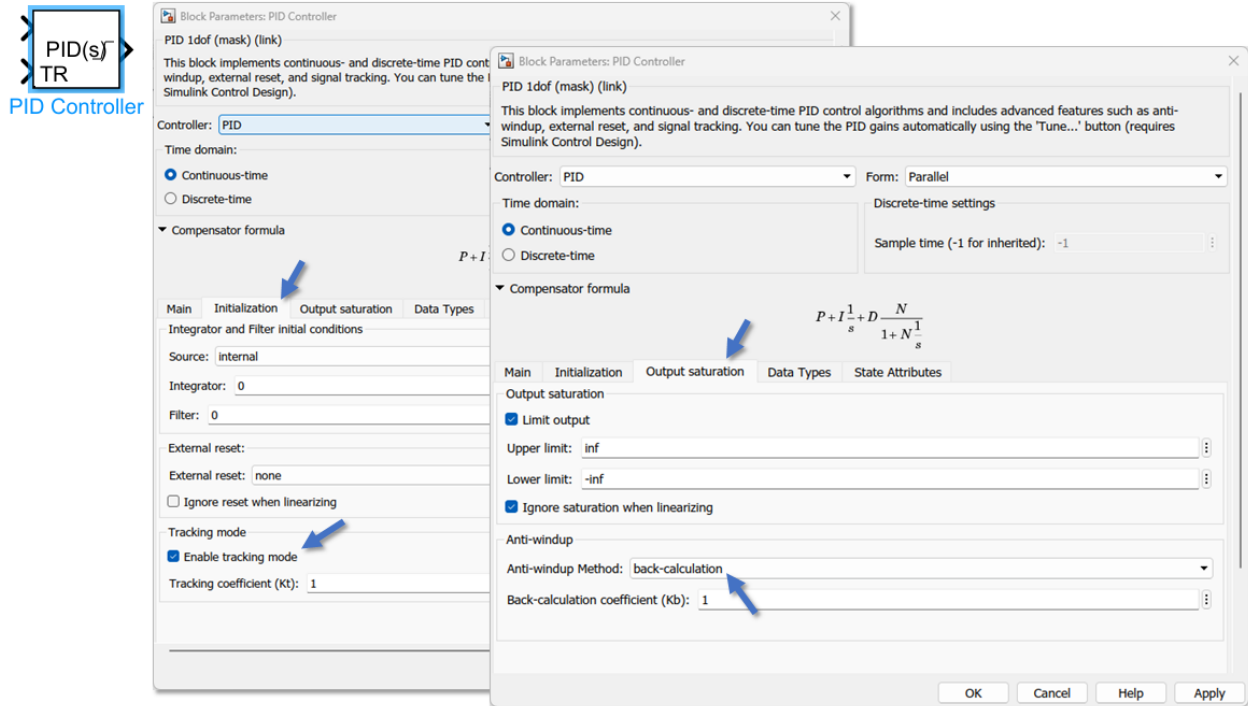 PID(s)
TR
PID Controller
Block Parameters: PID Controller
PID 1dof (mask) (link)
This block implements continuous- and discrete-time PID cont
windup, external reset, and signal tracking. You can tune the
Simulink Control Design).
Controller: PID
Time domain:
Continuous-time
Discrete-time
Compensator formula
P + I
Main Initialization Output saturation Data Types
Integrator and Filter initial conditions
Source: internal
Integrator: 0
Filter: 0
External reset:
External reset: none
Ignore reset when linearizing
Tracking mode
Enable tracking mode
Tracking coefficient (Kt): 1
Block Parameters: PID Controller
PID 1dof (mask) (link)
This block implements continuous- and discrete-time PID control algorithms and includes advanced features such as anti-
windup, external reset, and signal tracking. You can tune the PID gains automatically using the 'Tune...' button (requires
Simulink Control Design).
Controller: PID Form: Parallel
Time domain: Discrete-time settings
Continuous-time
Sample time (-1 for inherited): -1
Discrete-time
Compensator formula
P + I 1/s + D N/(1 + N 1/s)
Main Initialization Output saturation Data Types State Attributes
Output saturation
Limit output
Upper limit: inf
Lower limit: -inf
Ignore saturation when linearizing
Anti-windup
Anti-windup Method: back-calculation
Back-calculation coefficient (Kb): 1
OK Cancel Help Apply